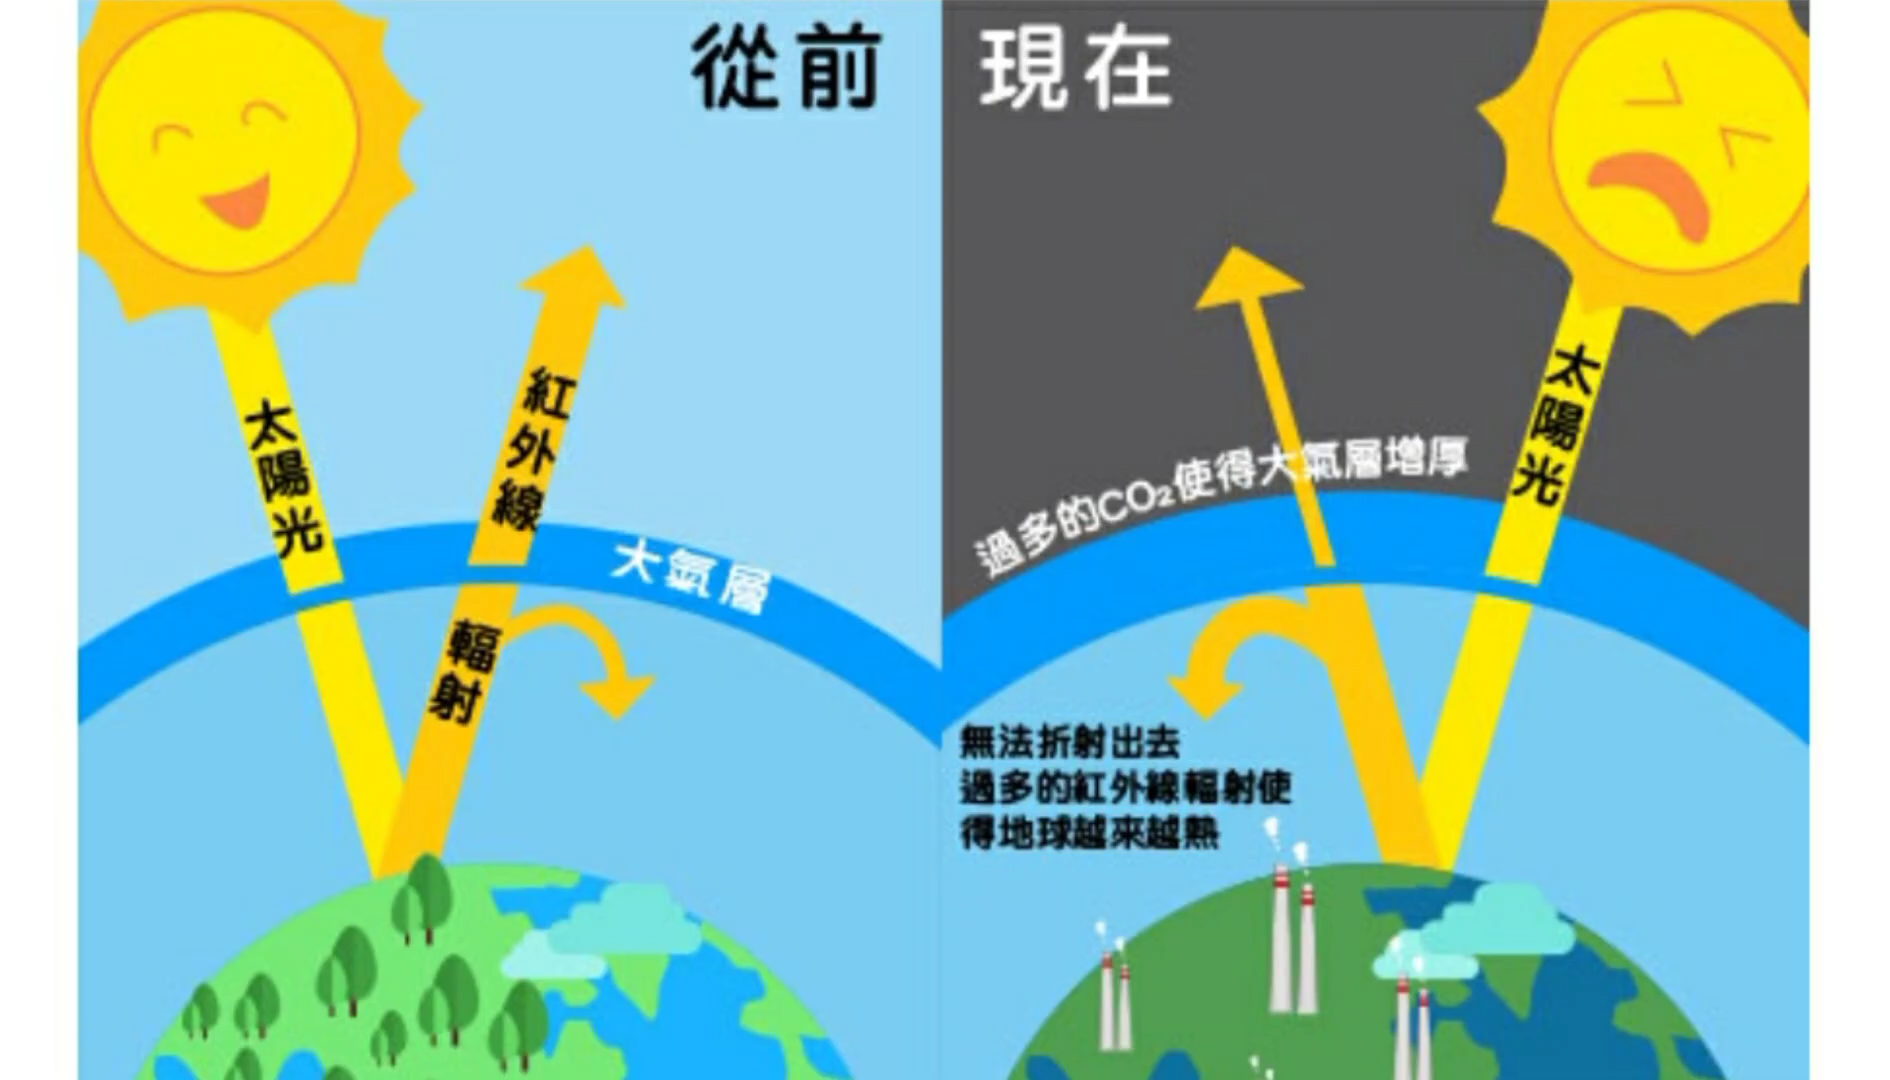 從前
太陽光
紅外線
輻射
大氣層
現在
太陽光
過多的CO₂使得大氣層增厚
無法折射出去
過多的紅外線輻射使
得地球越來越熱